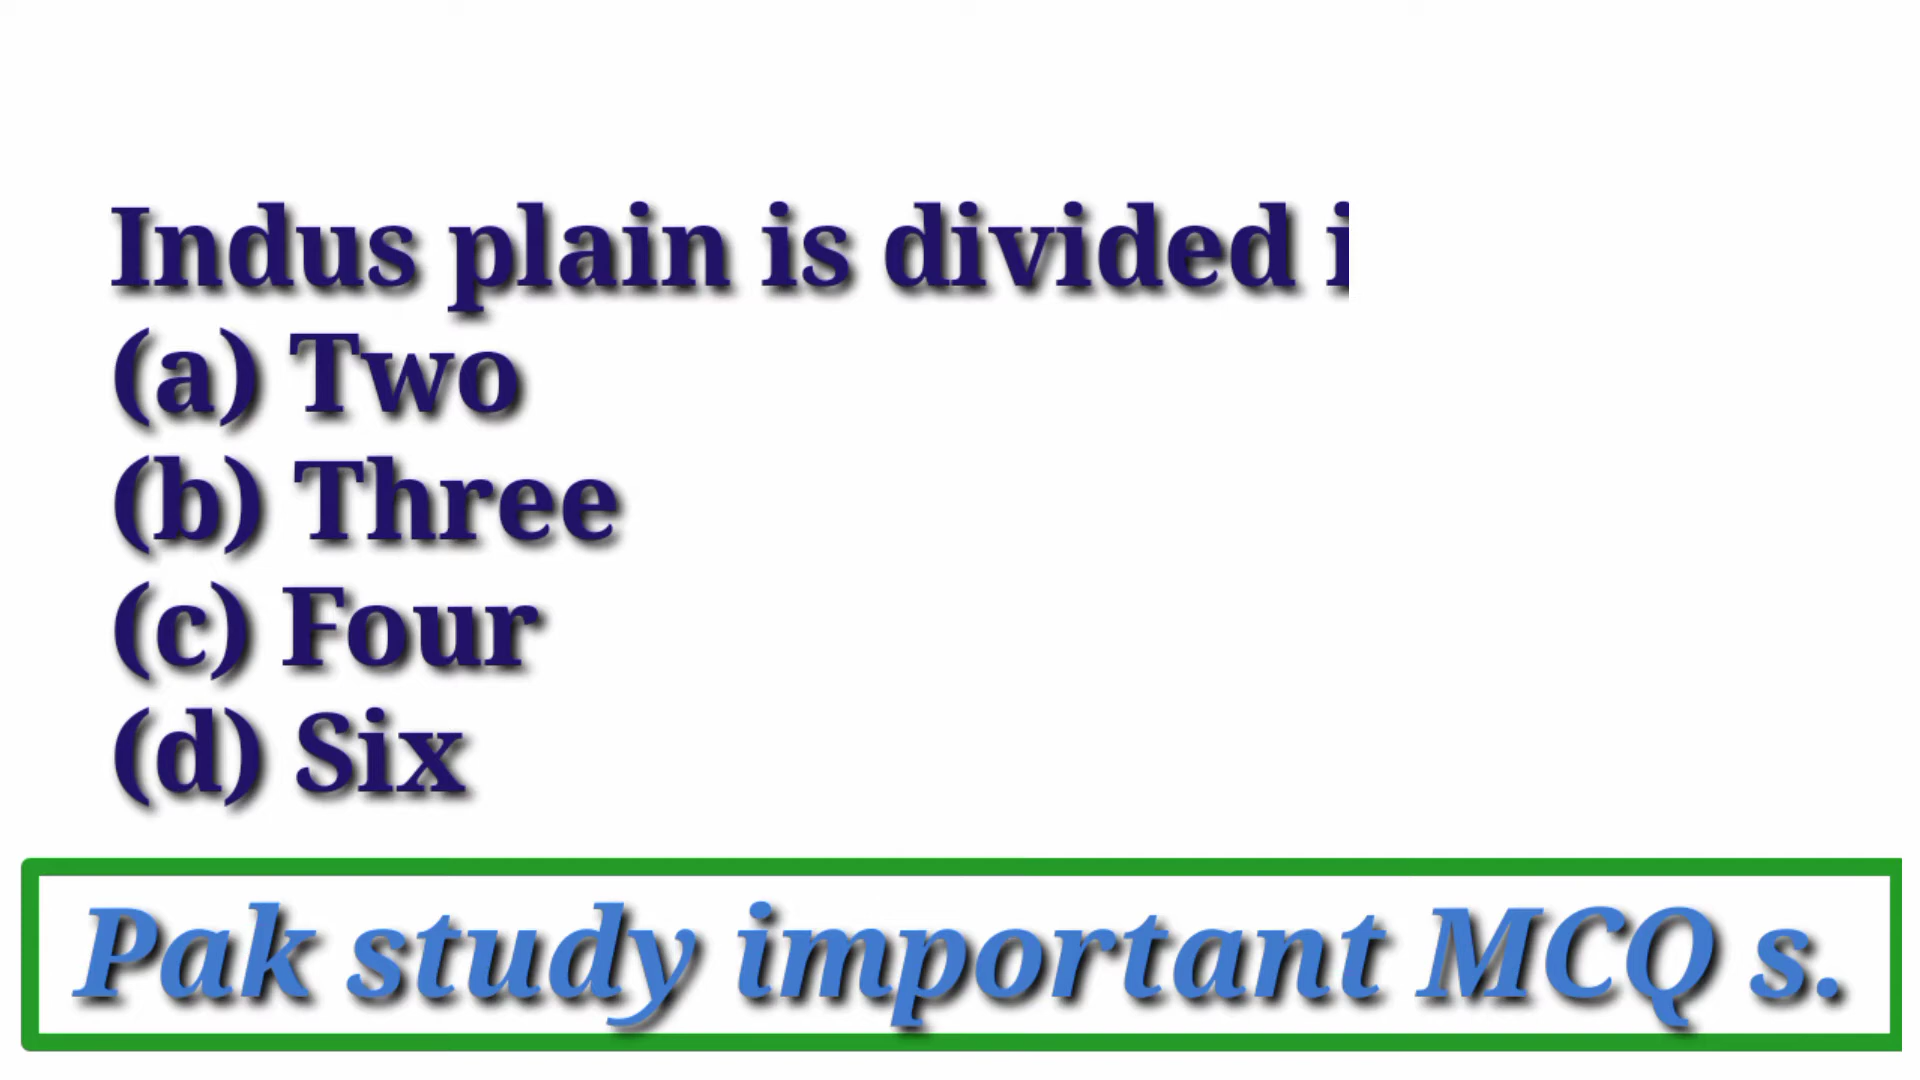 Indus plain is divided i
(a) Two
(b) Three
(c) Four
(d) Six
Pak study important MCQ s.